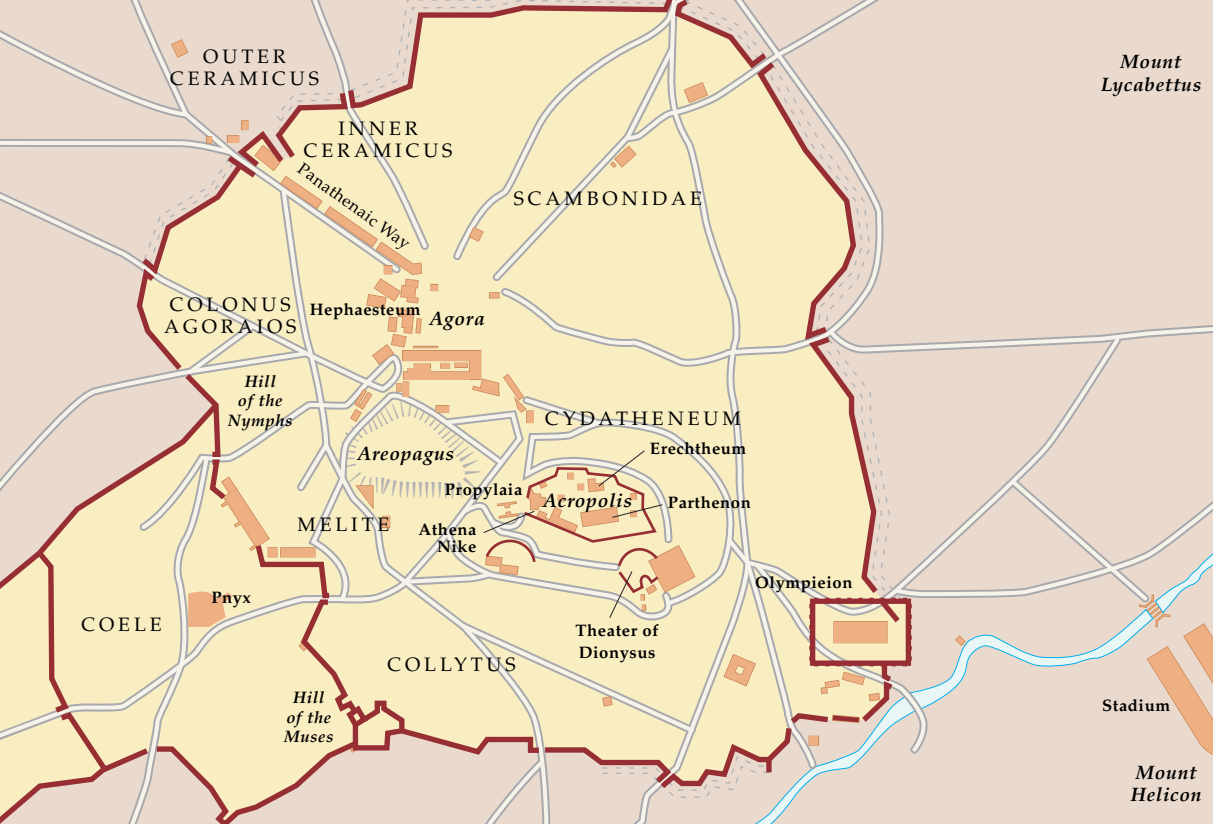 OUTER
CERAMICUS
Mount
Lycabettus
INNER
CERAMICUS
Panathenaic Way
SCAMBONIDAE
COLONUS
AGORAIOS
Hephaesteum
Agora
Hill
of the
Nymphs
CYDATHENEUM
Areopagus
Erechtheum
Propylaia
Acropolis
Parthenon
MELITE
Athena
Nike
Olympieion
Pnyx
COELE
Theater of
Dionysus
COLLYTUS
Hill
of the
Muses
Stadium
Mount
Helicon